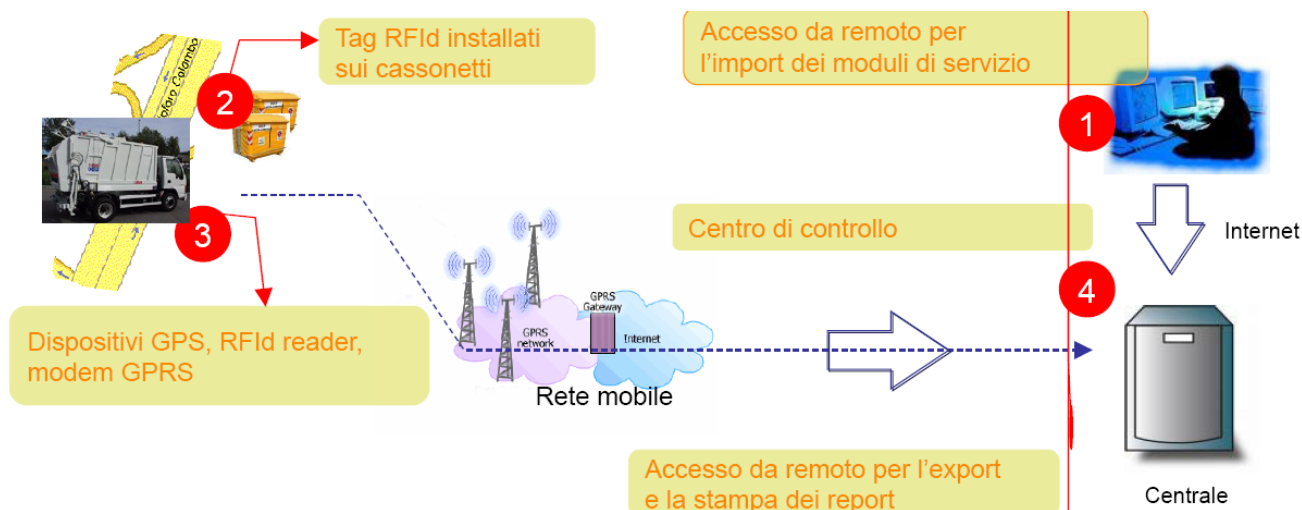 Tag RFId installati
sui cassonetti
Accesso da remoto per
l'import dei moduli di servizio
Colombo
2
1
3
Centro di controllo
Internet
4
Dispositivi GPS, RFId reader,
modem GPRS
GPRS
Gateway
GPRS
network
Internet
Rete mobile
Accesso da remoto per l'export
e la stampa dei report
Centrale